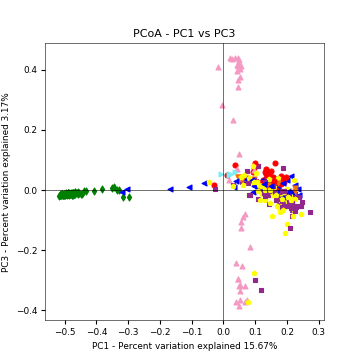 PCoA - PC1 vs PC3
PC3 - Percent variation explained 3.17%
0.4
0.2
0.0
−0.2
−0.4
−0.5 −0.4 −0.3 −0.2 −0.1 0.0 0.1 0.2 0.3
PC1 - Percent variation explained 15.67%